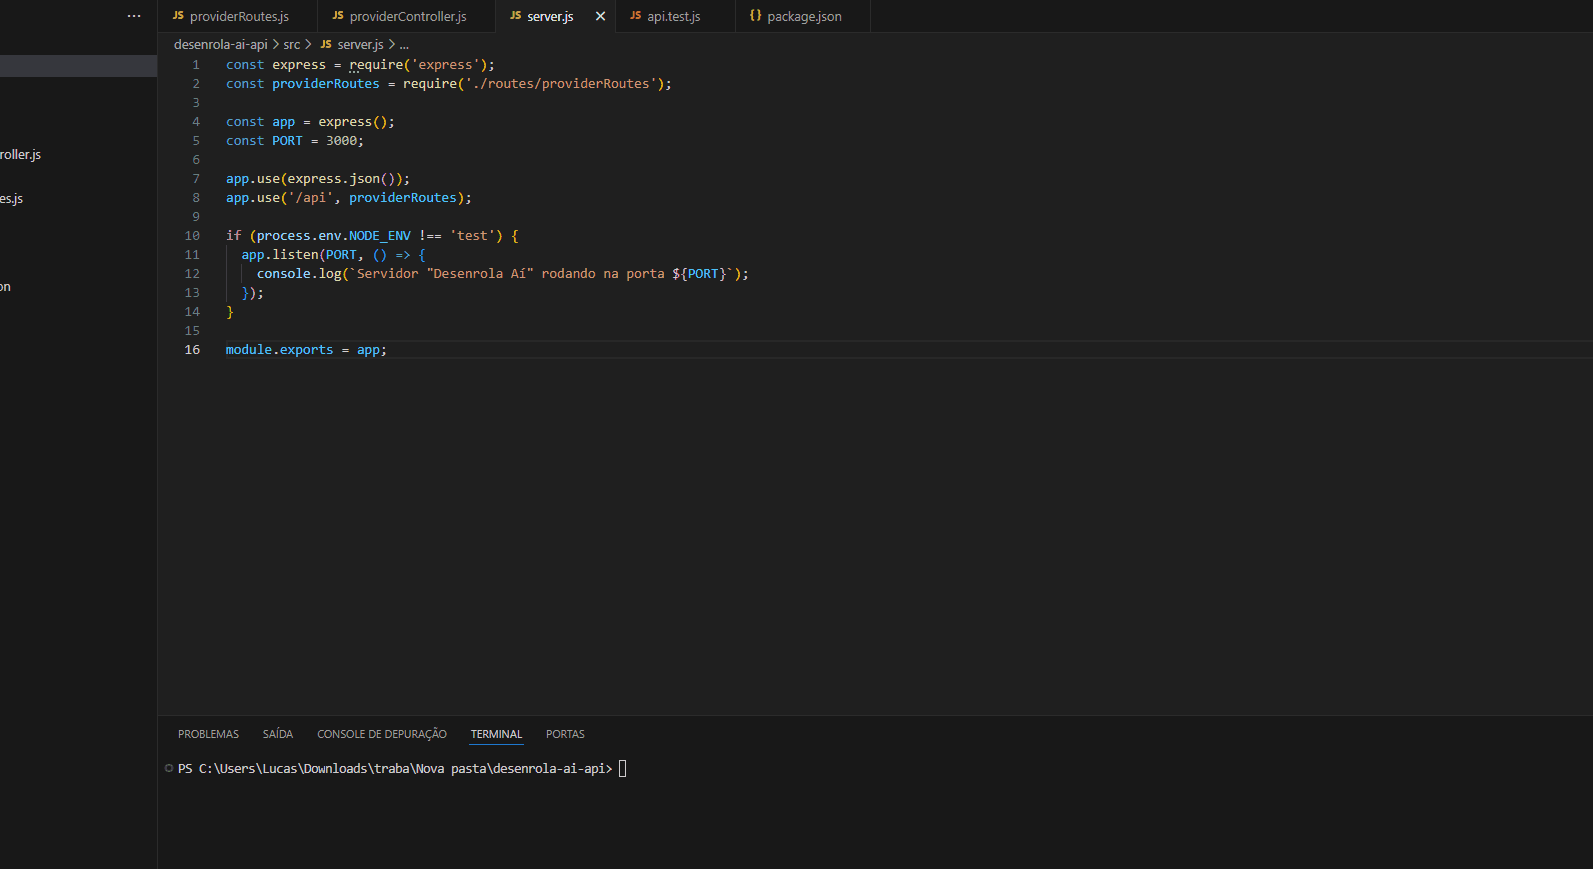 JS providerRoutes.js JS providerController.js JS server.js JS api.test.js {} package.json
desenrola-ai-api > src > JS server.js > ...
roller.js
es.js
on
1 const express = require('express');
2 const providerRoutes = require('./routes/providerRoutes');
3
4 const app = express();
5 const PORT = 3000;
6
7 app.use(express.json());
8 app.use('/api', providerRoutes);
9
10 if (process.env.NODE_ENV !== 'test') {
11   app.listen(PORT, () => {
12     console.log(`Servidor "Desenrola Aí" rodando na porta ${PORT}`);
13   });
14 }
15
16 module.exports = app;
PROBLEMAS SAÍDA CONSOLE DE DEPURAÇÃO TERMINAL PORTAS
PS C:\Users\Lucas\Downloads\traba\Nova pasta\desenrola-ai-api>